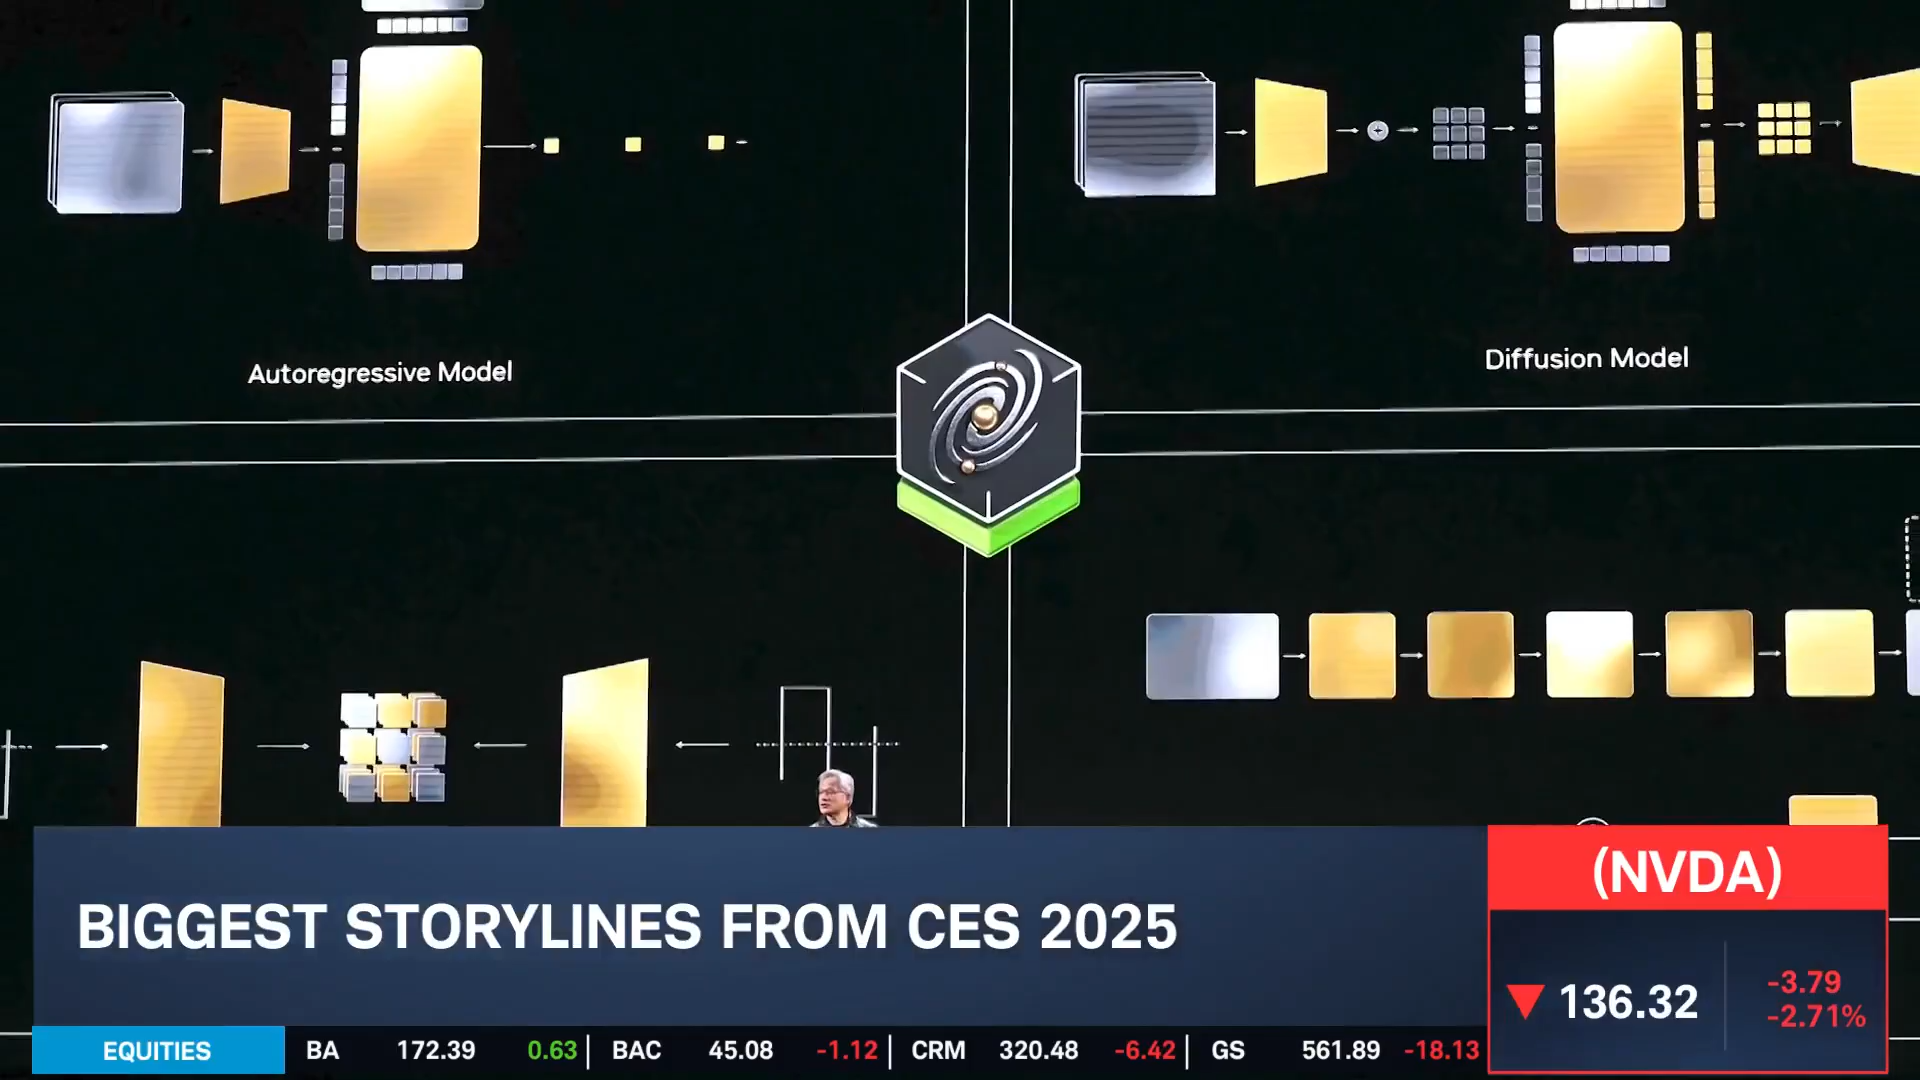 Autoregressive Model
Diffusion Model
BIGGEST STORYLINES FROM CES 2025
(NVDA)
136.32
-3.79
-2.71%
EQUITIES
BA 172.39 0.63 BAC 45.08 -1.12 CRM 320.48 -6.42 GS 561.89 -18.13